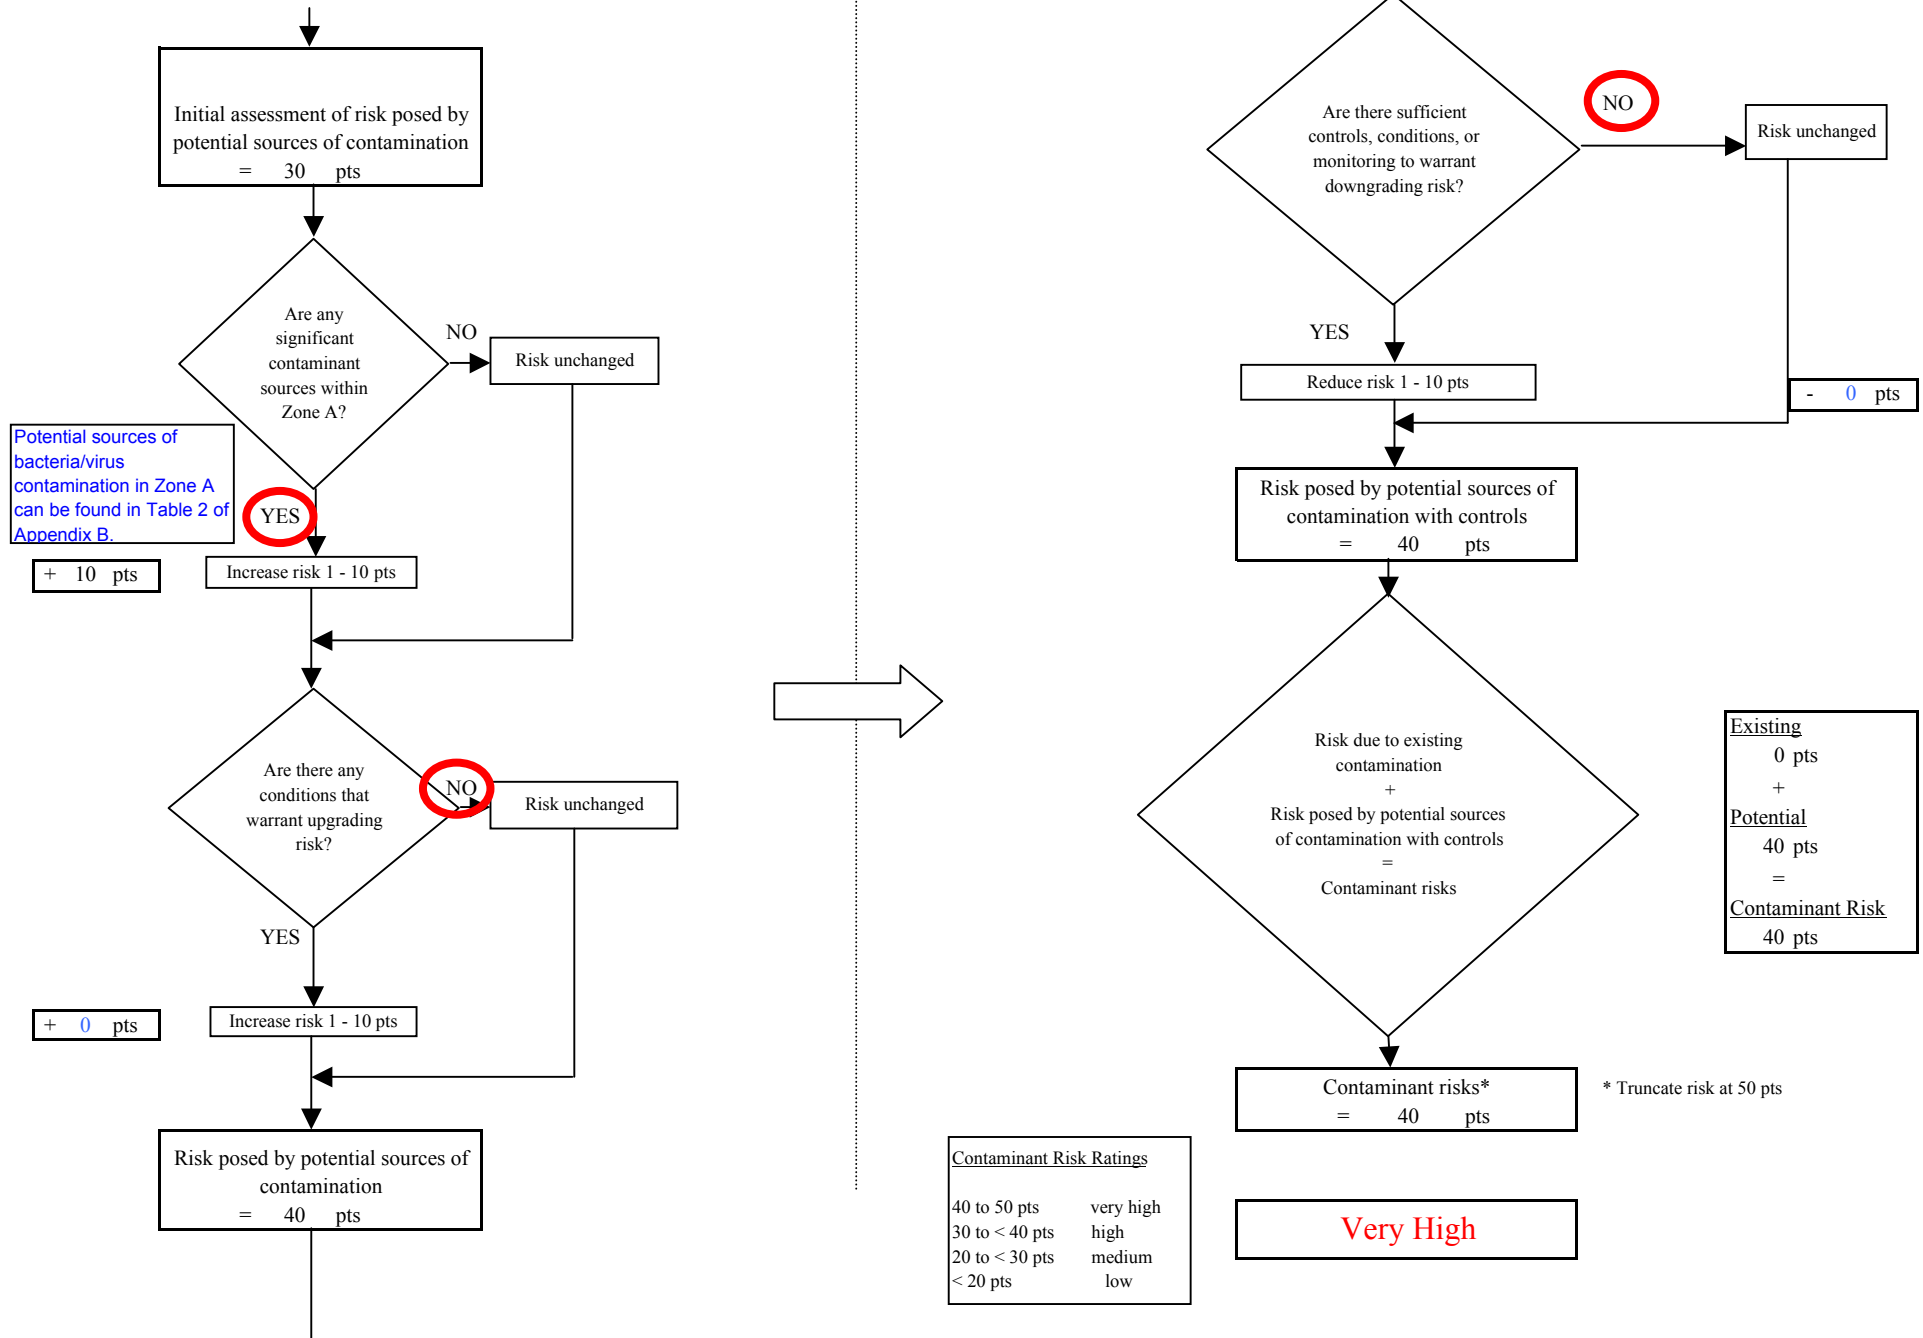 Initial assessment of risk posed by
potential sources of contamination
= 30 pts
Are any
significant
contaminant
sources within
Zone A?
NO
Risk unchanged
Potential sources of
bacteria/virus
contamination in Zone A
can be found in Table 2 of
Appendix B.
YES
+ 10 pts
Increase risk 1 - 10 pts
Are there any
conditions that
warrant upgrading
risk?
NO
Risk unchanged
YES
+ 0 pts
Increase risk 1 - 10 pts
Risk posed by potential sources of
contamination
= 40 pts
Are there sufficient
controls, conditions, or
monitoring to warrant
downgrading risk?
NO
Risk unchanged
YES
Reduce risk 1 - 10 pts
- 0 pts
Risk posed by potential sources of
contamination with controls
= 40 pts
Risk due to existing
contamination
+
Risk posed by potential sources
of contamination with controls
=
Contaminant risks
Existing
0 pts
+
Potential
40 pts
=
Contaminant Risk
40 pts
Contaminant risks*
= 40 pts
* Truncate risk at 50 pts
Contaminant Risk Ratings
40 to 50 pts very high
30 to < 40 pts high
20 to < 30 pts medium
< 20 pts low
Very High